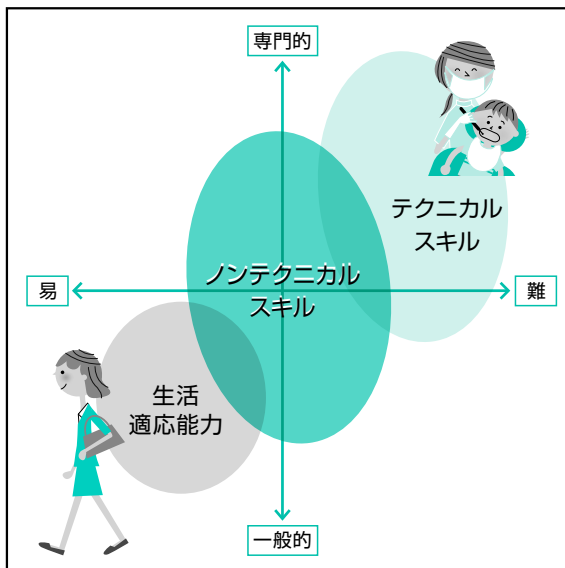 専門的
テクニカル
スキル
ノンテクニカル
スキル
易
難
生活
適応能力
一般的